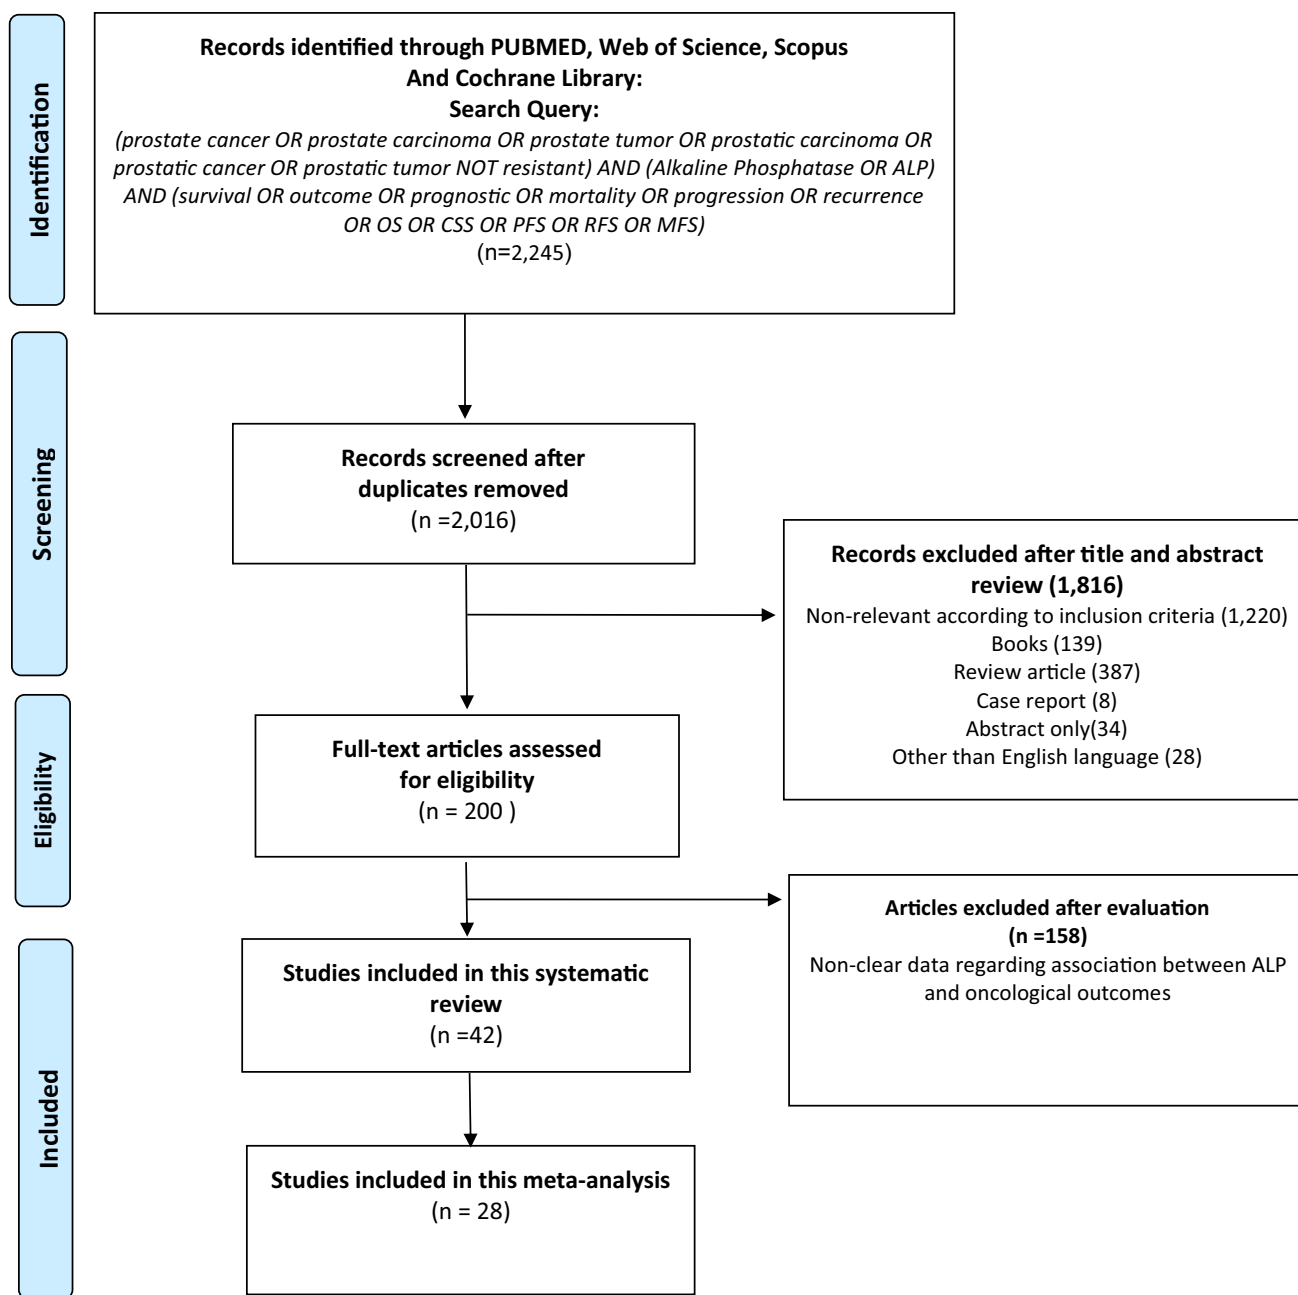 Identification
Records identified through PUBMED, Web of Science, Scopus
And Cochrane Library:
Search Query:
(prostate cancer OR prostate carcinoma OR prostate tumor OR prostatic carcinoma OR
prostatic cancer OR prostatic tumor NOT resistant) AND (Alkaline Phosphatase OR ALP)
AND (survival OR outcome OR prognostic OR mortality OR progression OR recurrence
OR OS OR CSS OR PFS OR RFS OR MFS)
(n=2,245)
Screening
Records screened after
duplicates removed
(n =2,016)
Records excluded after title and abstract
review (1,816)
Non-relevant according to inclusion criteria (1,220)
Books (139)
Review article (387)
Case report (8)
Abstract only(34)
Other than English language (28)
Eligibility
Full-text articles assessed
for eligibility
(n = 200 )
Articles excluded after evaluation
(n =158)
Non-clear data regarding association between ALP
and oncological outcomes
Included
Studies included in this systematic
review
(n =42)
Studies included in this meta-analysis
(n = 28)